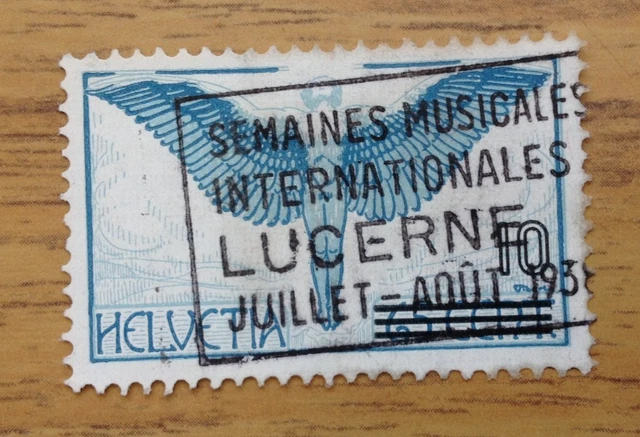 SEMAINES MUSICALES
INTERNATIONALES
LUCERNE
10
JUILLET - AOÛT
HELVETIA